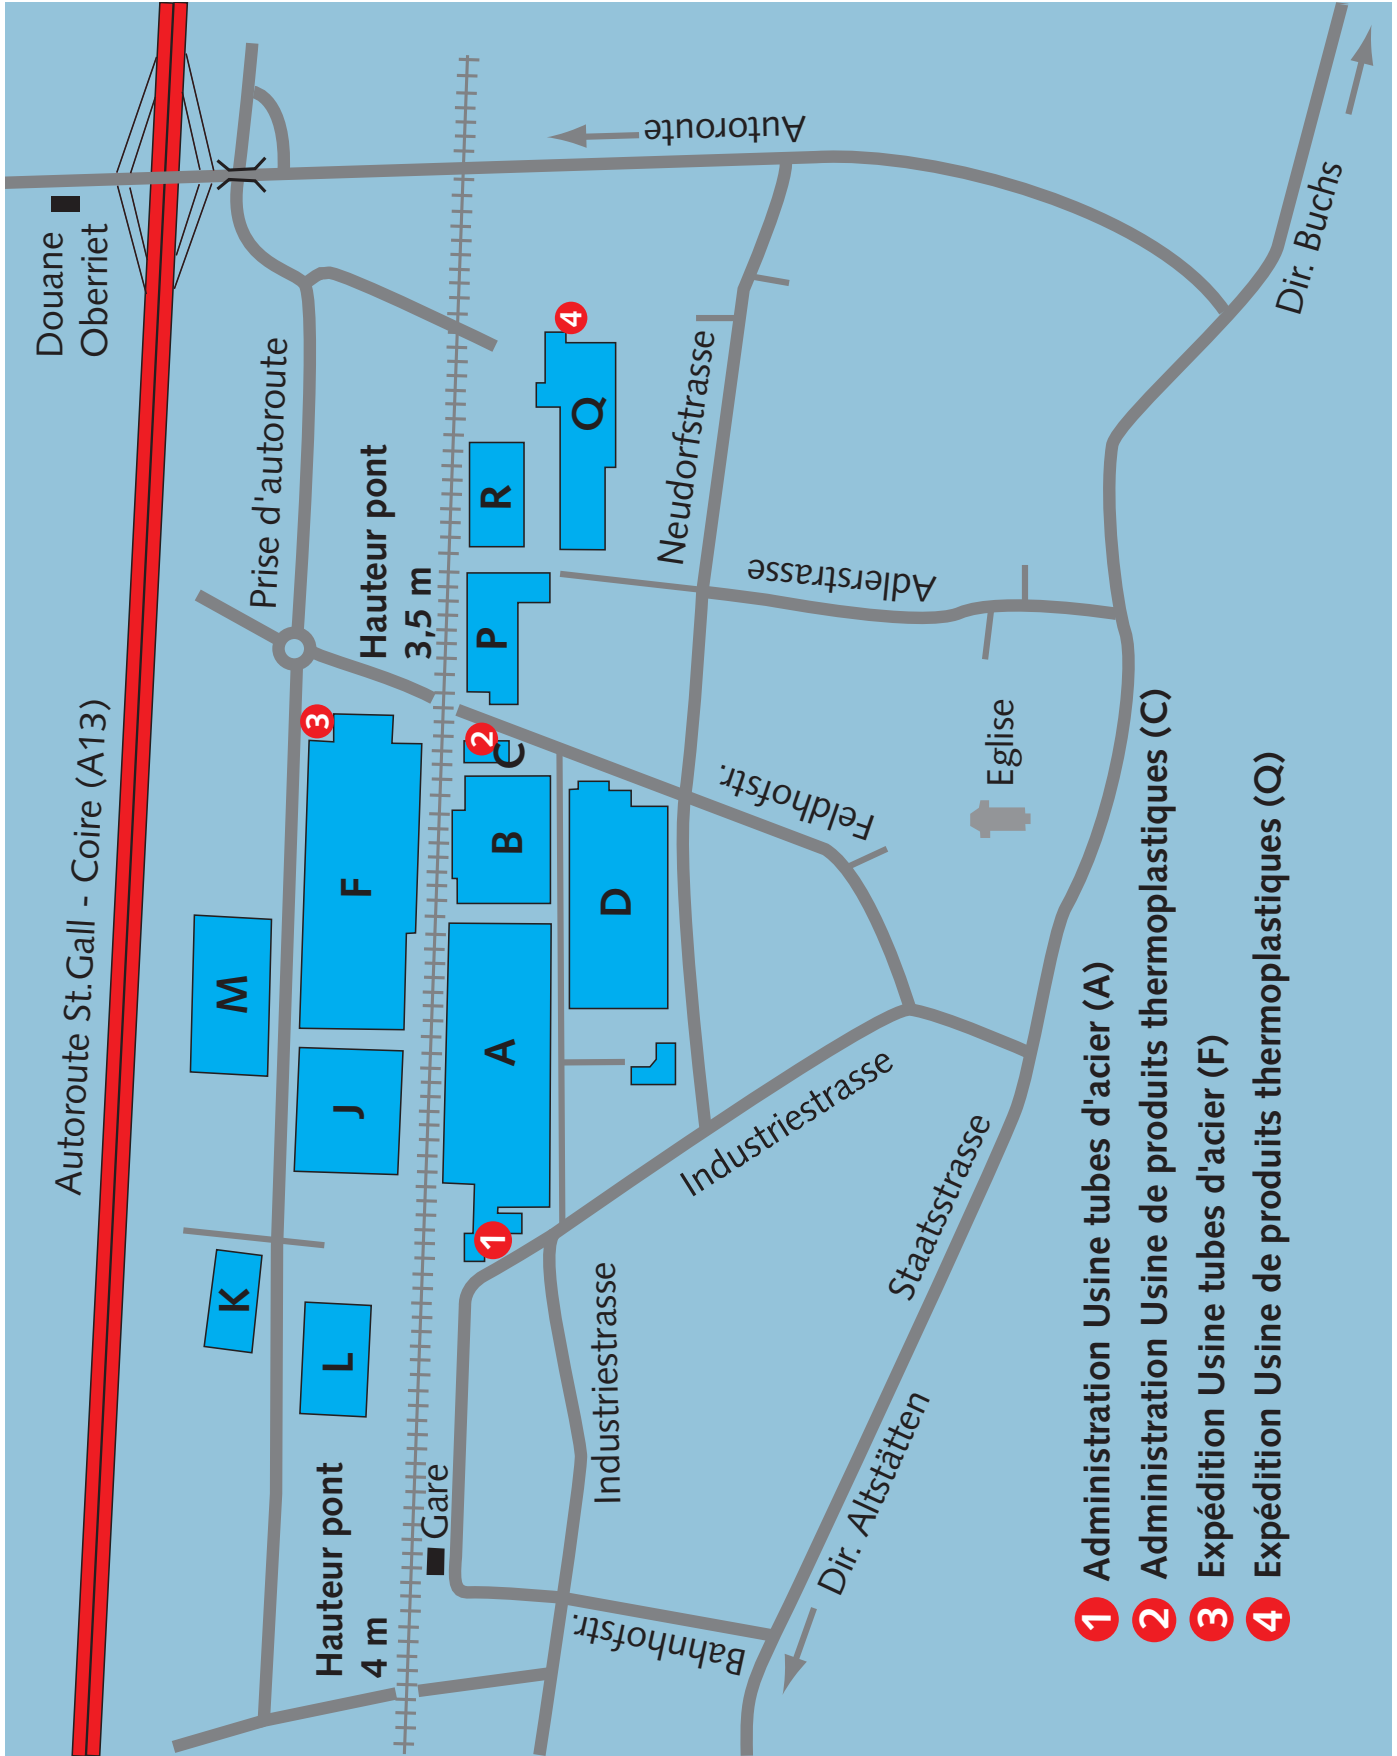 Autoroute St.Gall - Coire (A13)
Douane
Oberriet
Prise d'autoroute
Hauteur pont
4 m
Hauteur pont
3,5 m
K
M
L
J
F
3
Gare
1
A
B
C
2
P
R
D
Q
4
Autoroute
Industriestrasse
Neudorfstrasse
Bahnhofstr.
Industriestrasse
Feldhofstr.
Adlerstrasse
Eglise
Dir. Altstätten
Staatsstrasse
Dir. Buchs
1 Administration Usine tubes d'acier (A)
2 Administration Usine de produits thermoplastiques (C)
3 Expédition Usine tubes d'acier (F)
4 Expédition Usine de produits thermoplastiques (Q)